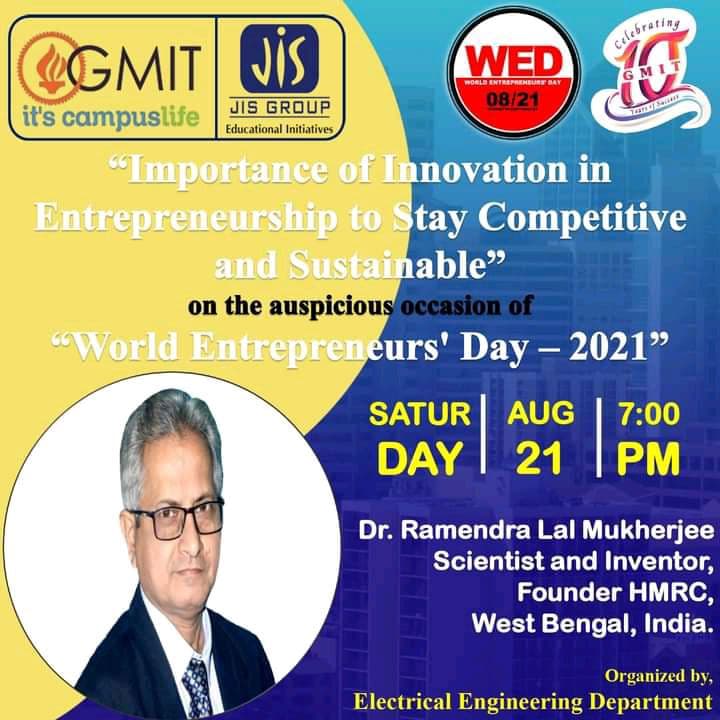 GMIT
it's campuslife
JiS
JIS GROUP
Educational Initiatives
WED
WORLD ENTREPRENEURS' DAY
08/21
Celebrating
10
GMIT
Years of Success
“Importance of Innovation in
Entrepreneurship to Stay Competitive
and Sustainable”
on the auspicious occasion of
“World Entrepreneurs' Day – 2021”
SATUR
DAY
AUG
21
7:00
PM
Dr. Ramendra Lal Mukherjee
Scientist and Inventor,
Founder HMRC,
West Bengal, India.
Organized by,
Electrical Engineering Department